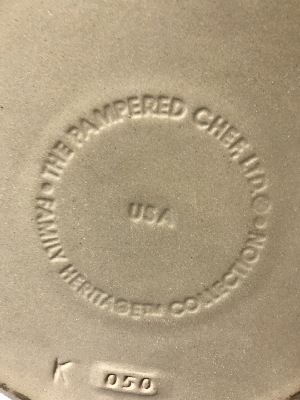 • THE PAMPERED CHEF, LTD.®
• FAMILY HERITAGE™ COLLECTION
USA
K 050